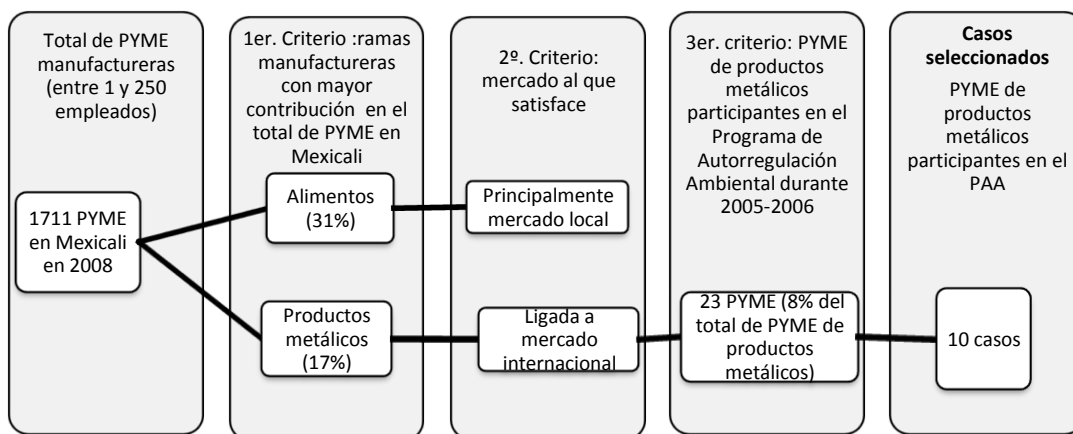 Total de PYME
manufactureras
(entre 1 y 250
empleados)
1711 PYME
en Mexicali
en 2008
1er. Criterio :ramas
manufactureras
con mayor
contribución en el
total de PYME en
Mexicali
Alimentos
(31%)
Productos
metálicos
(17%)
2º. Criterio:
mercado al que
satisface
Principalmente
mercado local
Ligada a
mercado
internacional
3er. criterio: PYME
de productos
metálicos
participantes en el
Programa de
Autorregulación
Ambiental durante
2005-2006
23 PYME (8% del
total de PYME de
productos
metálicos)
Casos
seleccionados
PYME de
productos
metálicos
participantes en el
PAA
10 casos